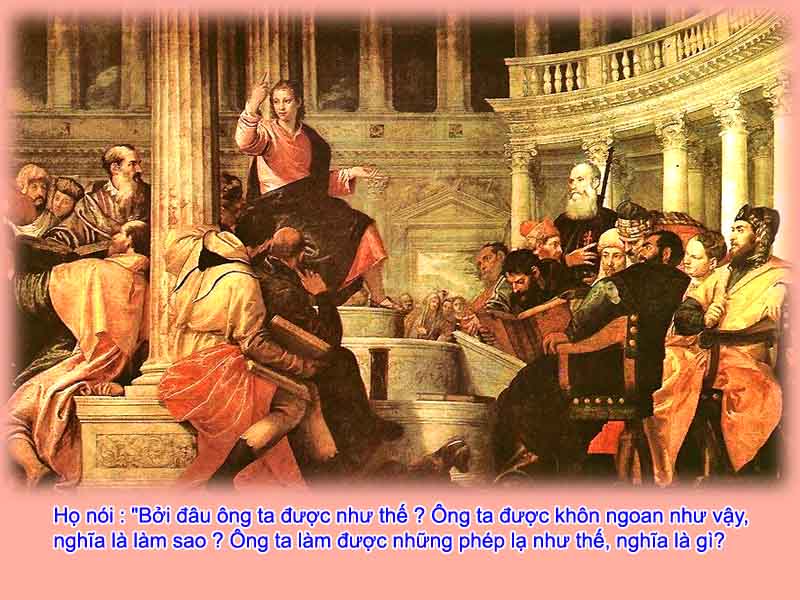 Họ nói : "Bởi đâu ông ta được như thế ? Ông ta được khôn ngoan như vậy,
nghĩa là làm sao ? Ông ta làm được những phép lạ như thế, nghĩa là gì?